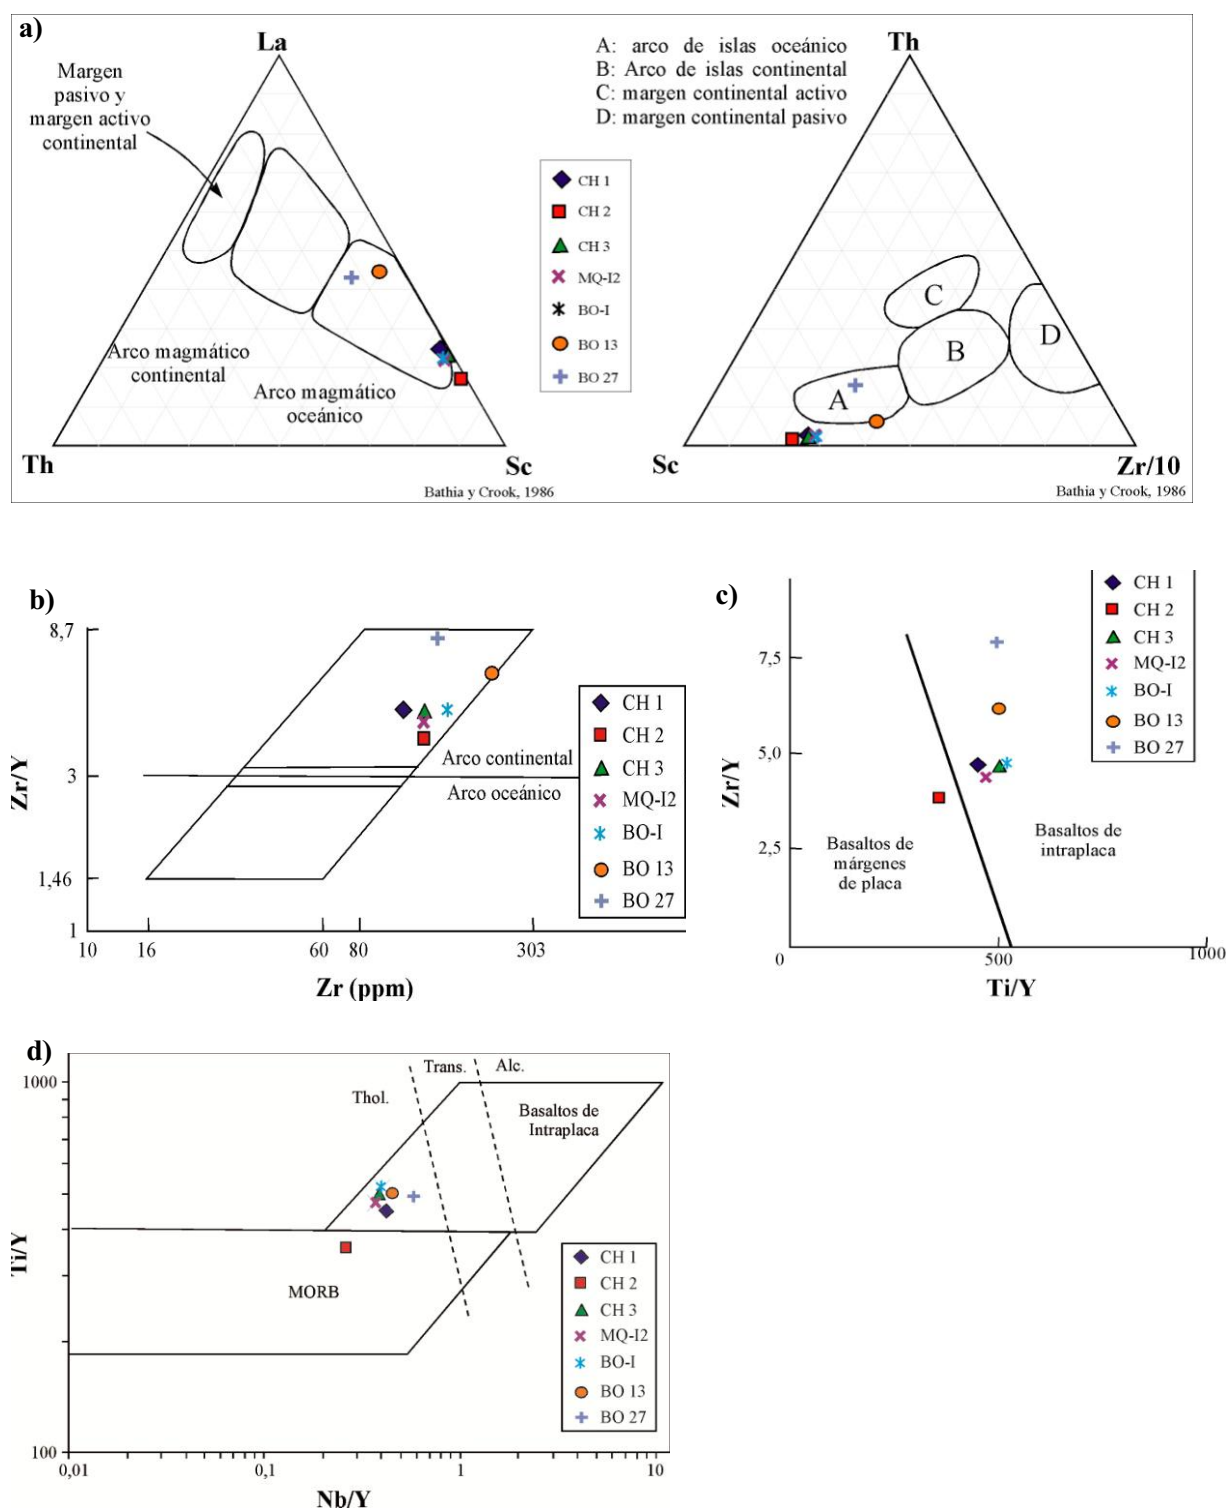 a)
La
Margen
pasivo y
margen activo
continental
Arco magmático
continental
Arco magmático
oceánico
Th
Sc
Bathia y Crook, 1986
CH 1
CH 2
CH 3
MQ-I2
BO-I
BO 13
BO 27
A: arco de islas oceánico
B: Arco de islas continental
C: margen continental activo
D: margen continental pasivo
Th
C
B
D
A
Sc
Zr/10
Bathia y Crook, 1986
b)
8,7
3
1,46
1
Zr/Y
10
16
60
80
303
Zr (ppm)
Arco continental
Arco oceánico
CH 1
CH 2
CH 3
MQ-I2
BO-I
BO 13
BO 27
c)
7,5
5,0
2,5
Zr/Y
0
500
1000
Ti/Y
Basaltos de
márgenes
de placa
Basaltos de
intraplaca
CH 1
CH 2
CH 3
MQ-I2
BO-I
BO 13
BO 27
d)
1000
100
Ti/Y
Thol.
Trans.
Alc.
Basaltos de
Intraplaca
MORB
CH 1
CH 2
CH 3
MQ-I2
BO-I
BO 13
BO 27
0,01
0,1
1
10
Nb/Y